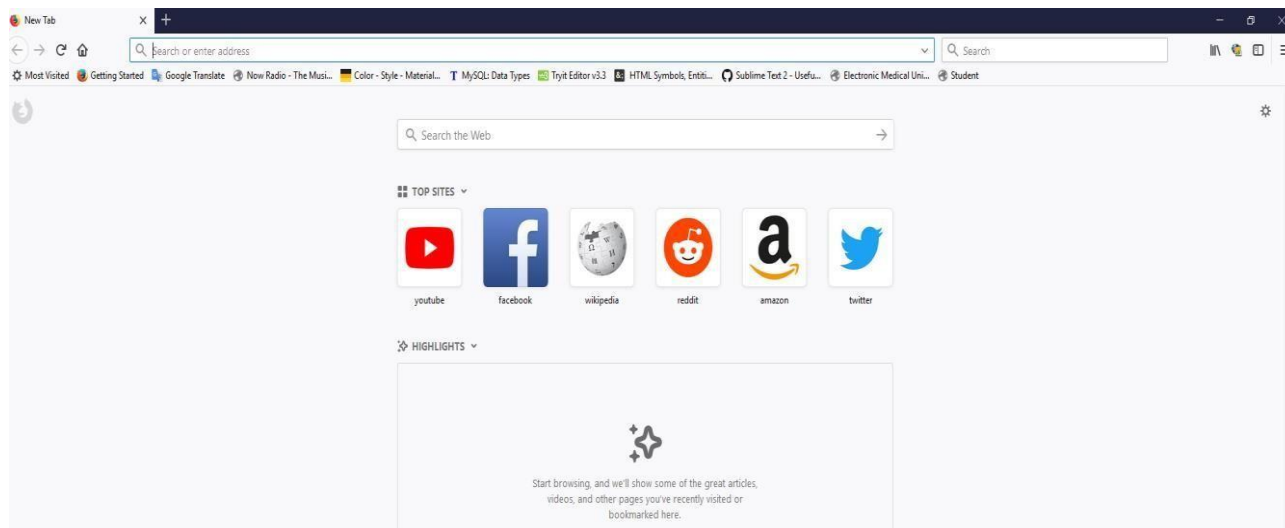 New Tab
Search or enter address
Search
Most Visited Getting Started Google Translate Now Radio - The Musi... Color - Style - Material... T MySQL: Data Types Tryit Editor v3.3 &; HTML Symbols, Entiti... Sublime Text 2 - Usefu... Electronic Medical Uni... Student
Search the Web
TOP SITES
f
a
youtube facebook wikipedia reddit amazon twitter
HIGHLIGHTS
Start browsing, and we'll show some of the great articles,
videos, and other pages you've recently visited or
bookmarked here.